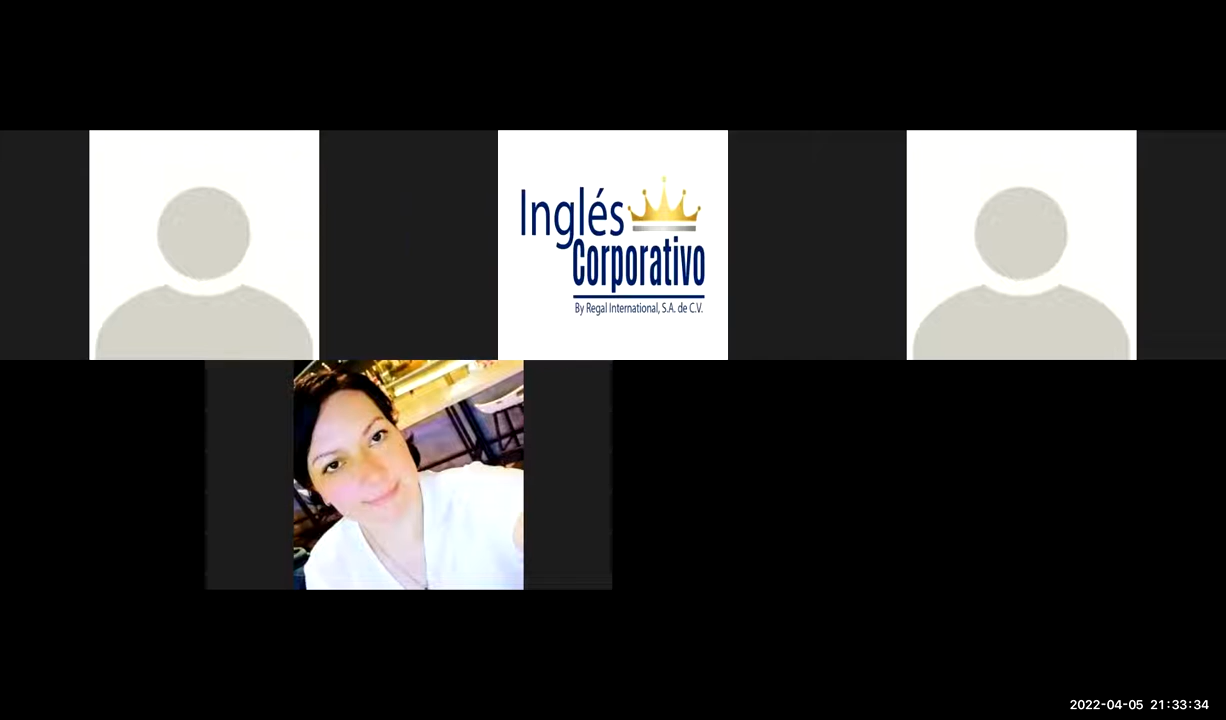 Inglés
Corporativo
By Regal International, S.A. de C.V.
2022-04-05 21:33:34